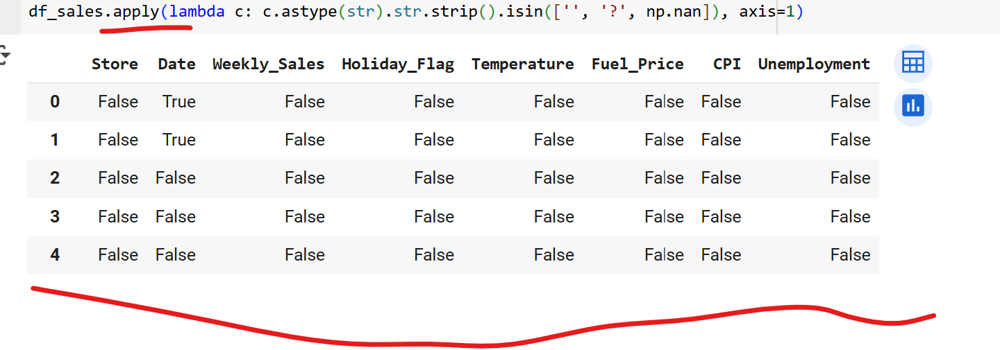 df_sales.apply(lambda c: c.astype(str).str.strip().isin(['', '?', np.nan]), axis=1)
Store Date Weekly_Sales Holiday_Flag Temperature Fuel_Price CPI Unemployment
0 False True False False False False False False
1 False True False False False False False False
2 False False False False False False False False
3 False False False False False False False False
4 False False False False False False False False